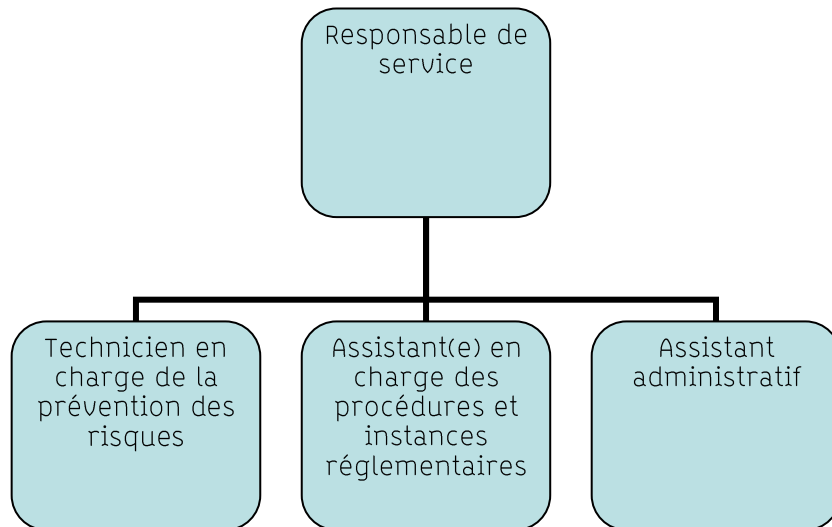 Responsable de
service
Technicien en
charge de la
prévention des
risques
Assistant(e) en
charge des
procédures et
instances
réglementaires
Assistant
administratif